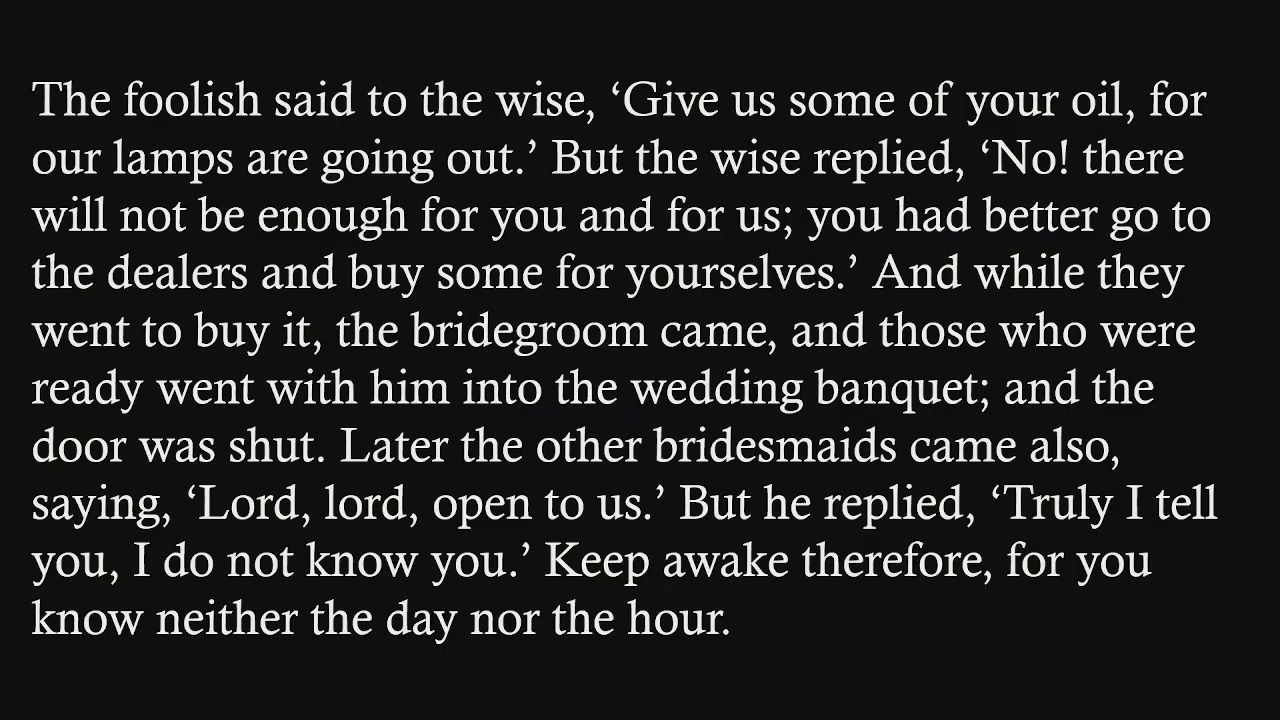 The foolish said to the wise, ‘Give us some of your oil, for
our lamps are going out.’ But the wise replied, ‘No! there
will not be enough for you and for us; you had better go to
the dealers and buy some for yourselves.’ And while they
went to buy it, the bridegroom came, and those who were
ready went with him into the wedding banquet; and the
door was shut. Later the other bridesmaids came also,
saying, ‘Lord, lord, open to us.’ But he replied, ‘Truly I tell
you, I do not know you.’ Keep awake therefore, for you
know neither the day nor the hour.